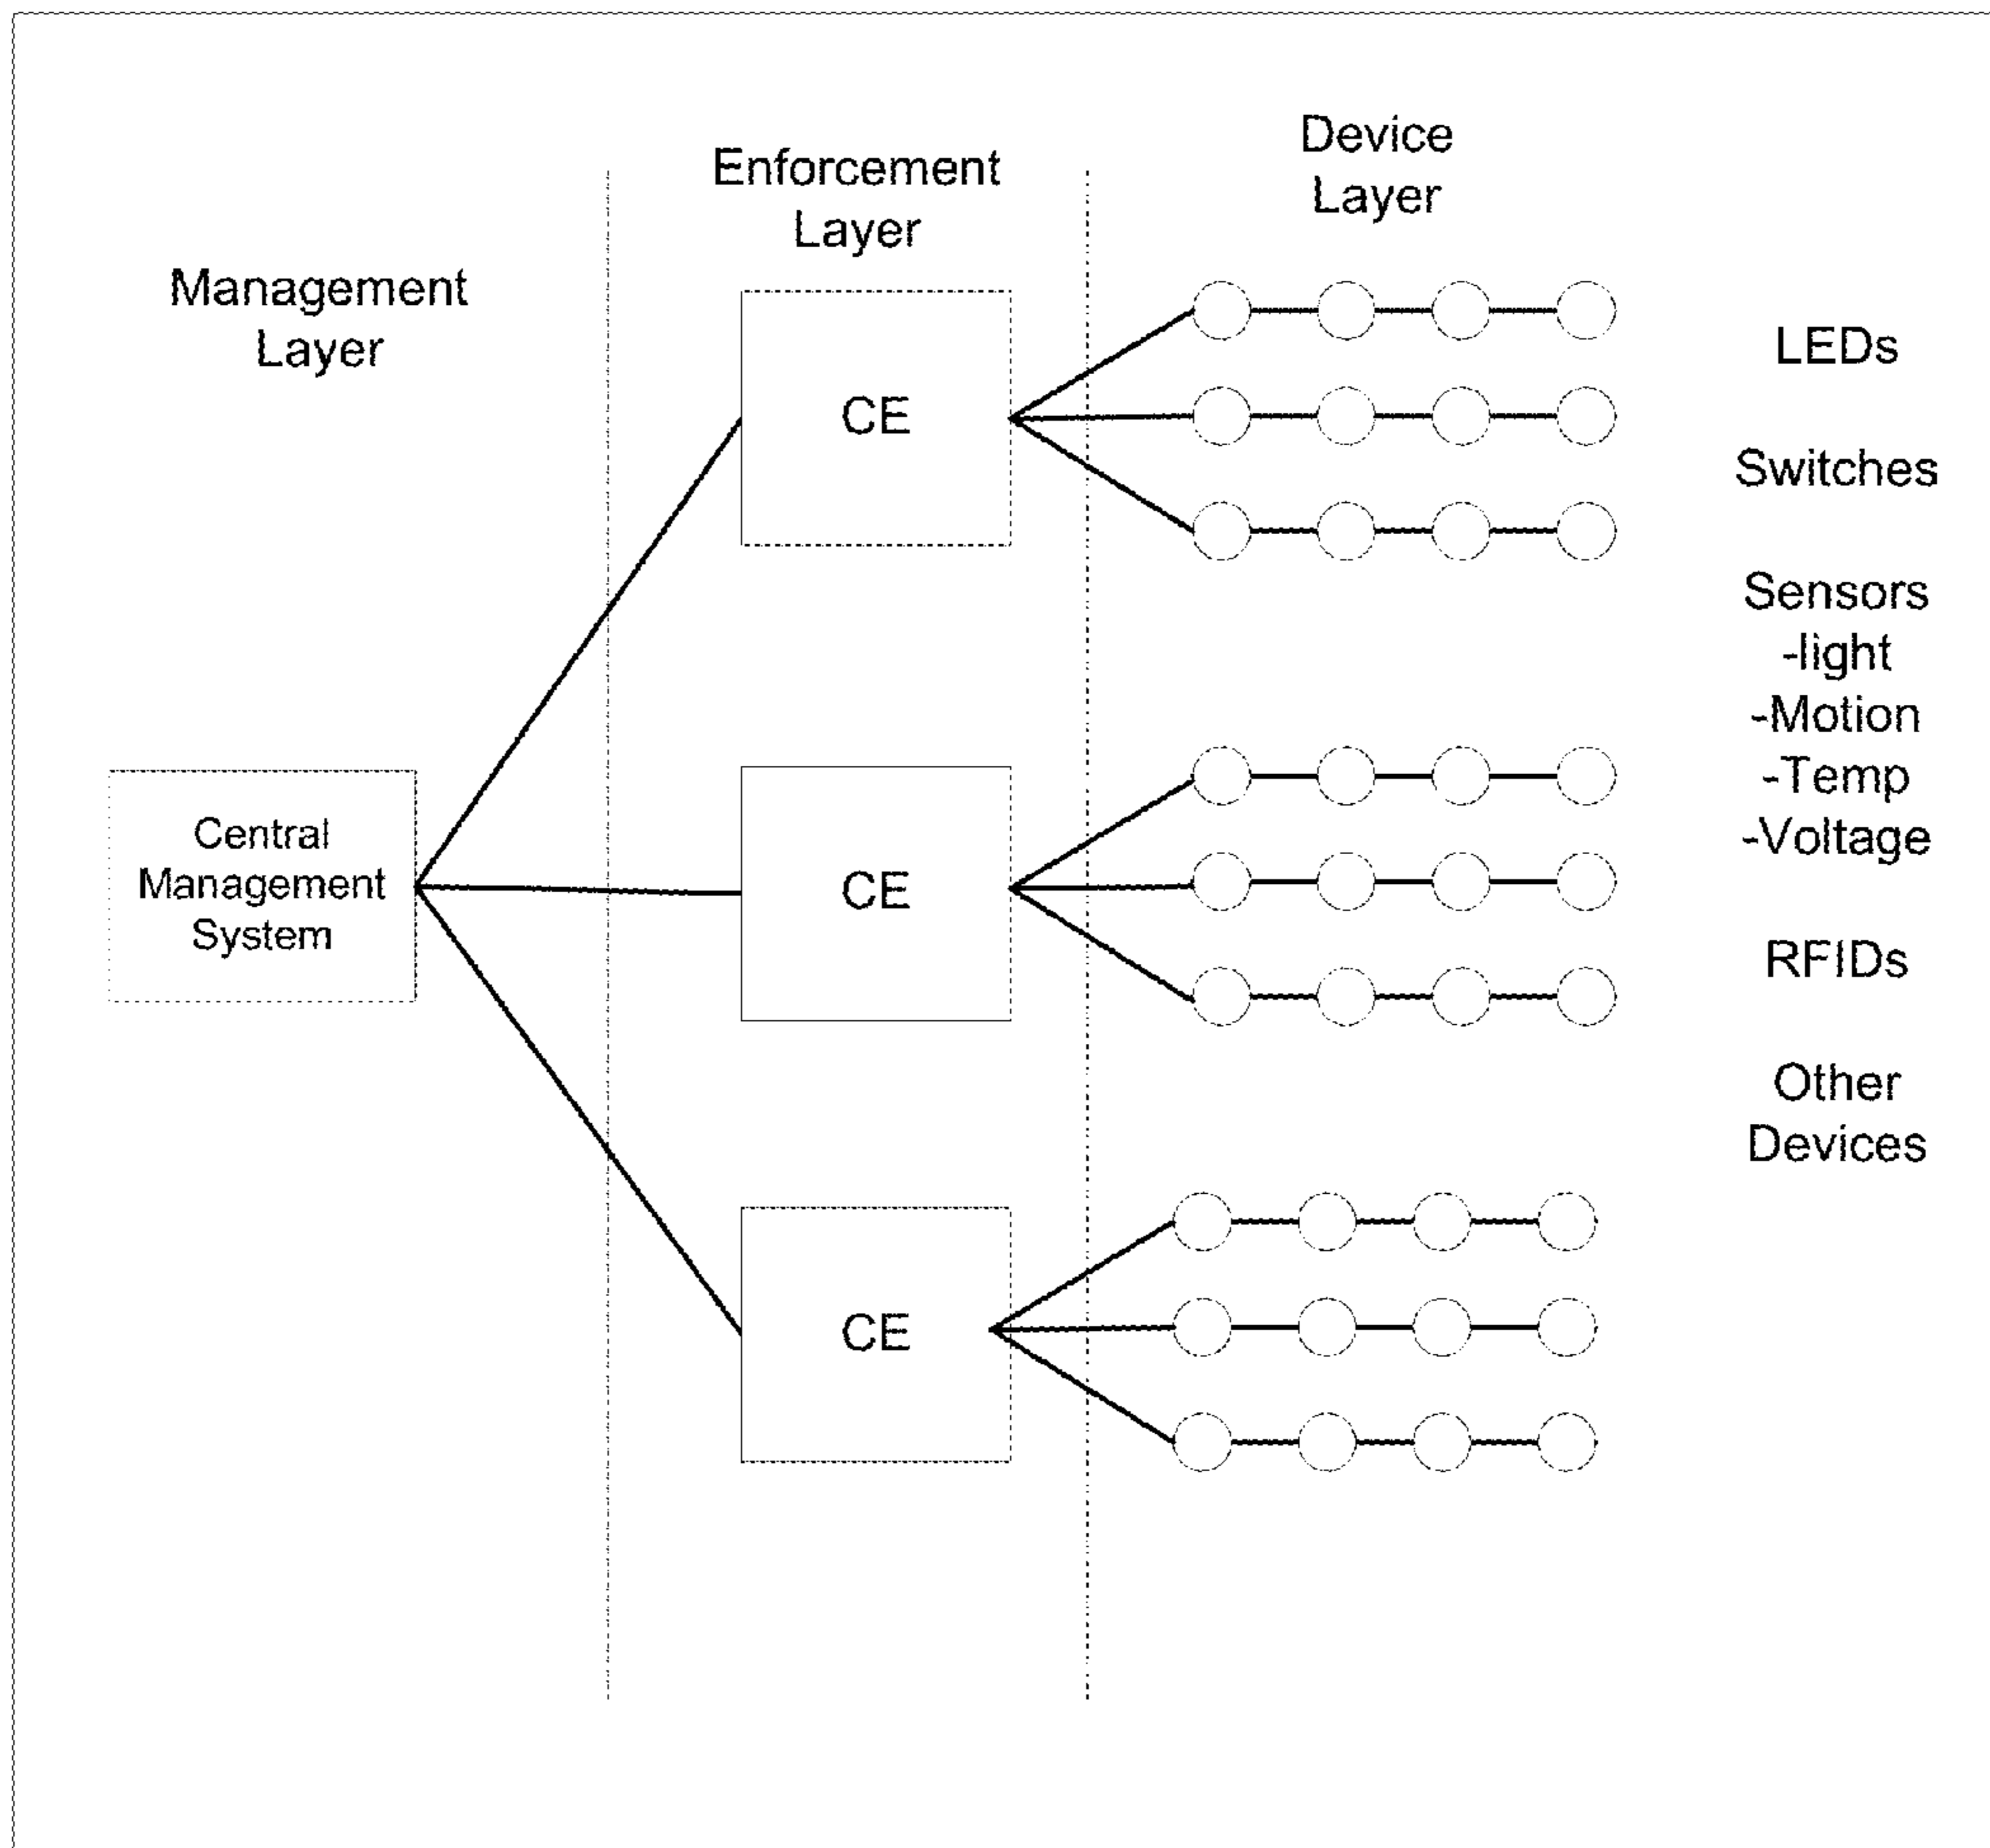 Management
Layer
Enforcement
Layer
Device
Layer
Central
Management
System
CE
CE
CE
LEDs
Switches
Sensors
-light
-Motion
-Temp
-Voltage
RFIDs
Other
Devices